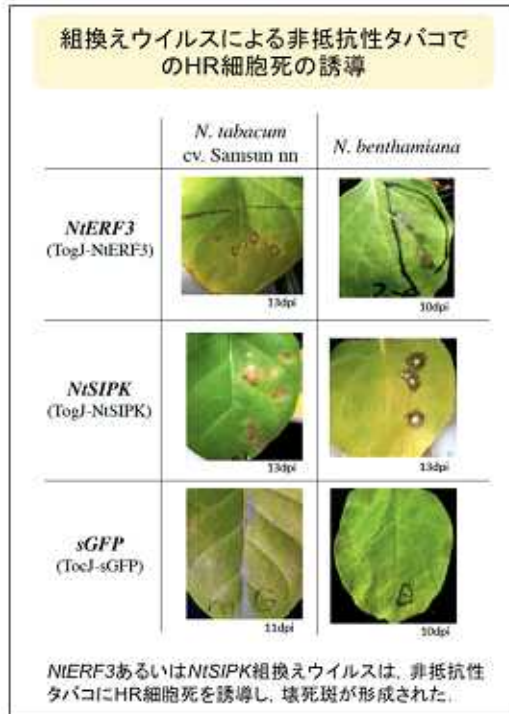 組換えウイルスによる非抵抗性タバコで
のHR細胞死の誘導
N. tabacum
cv. Samsun nn
N. benthamiana
NtERF3
(TogJ-NtERF3)
13dpi
10dpi
NtSIPK
(TogJ-NtSIPK)
13dpi
13dpi
sGFP
(TocJ-sGFP)
11dpi
10dpi
NtERF3あるいはNtSIPK組換えウイルスは，非抵抗性
タバコにHR細胞死を誘導し，壊死斑が形成された．